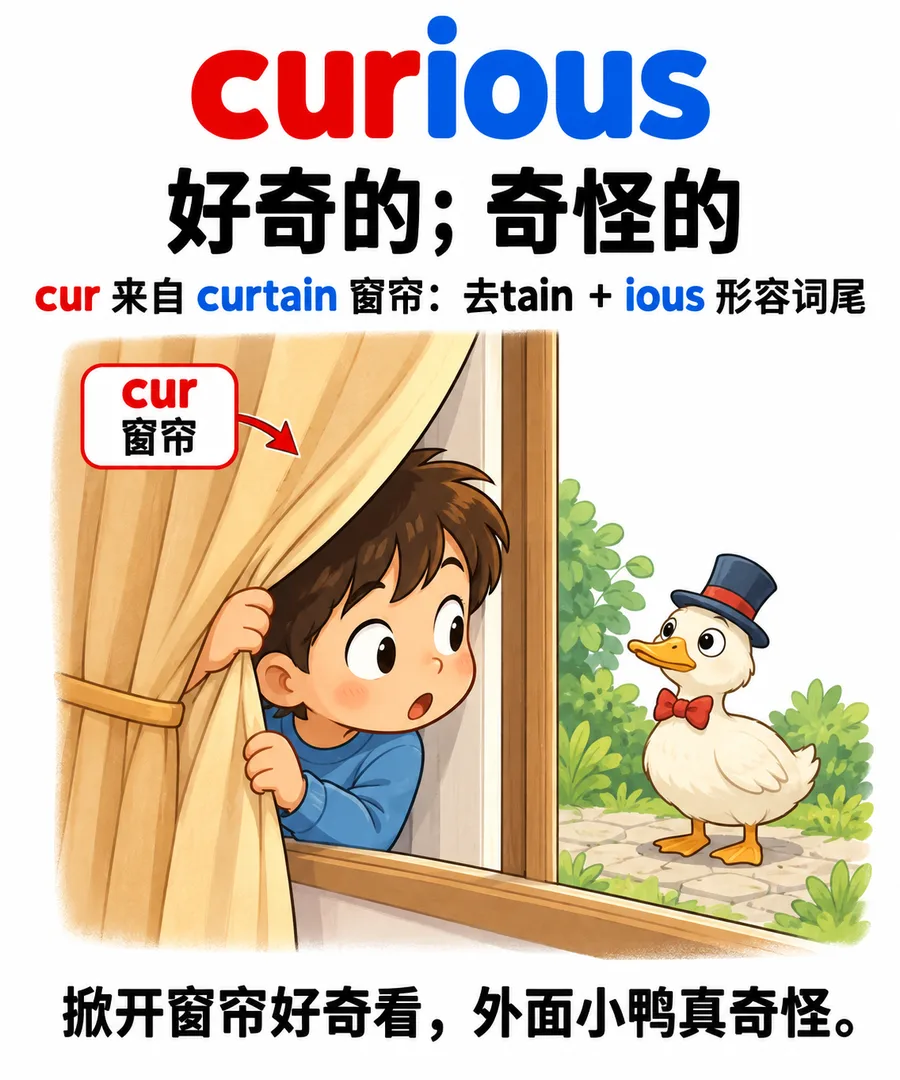 curious
好奇的；奇怪的
cur 来自 curtain 窗帘：去tain + ious 形容词尾
cur
窗帘
掀开窗帘好奇看，外面小鸭真奇怪。